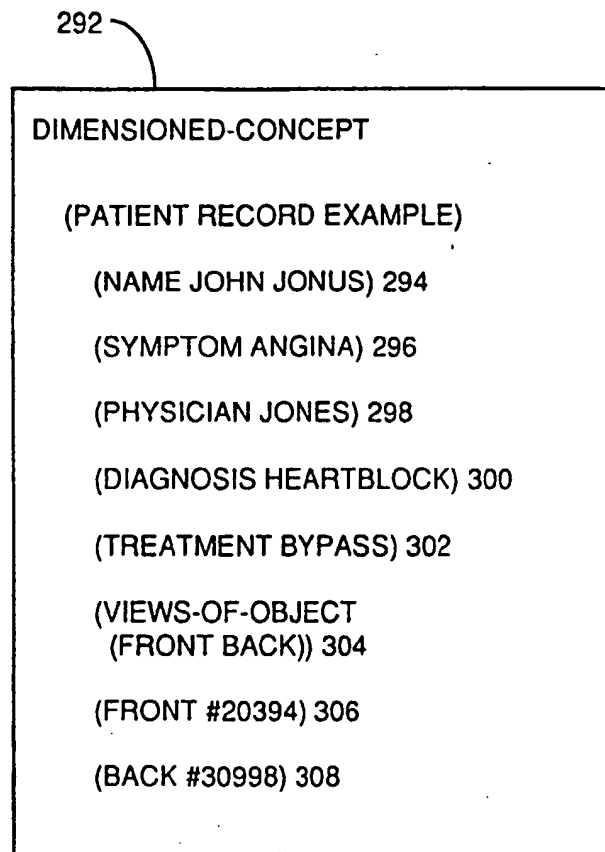 292
DIMENSIONED-CONCEPT
(PATIENT RECORD EXAMPLE)
(NAME JOHN JONUS) 294
(SYMPTOM ANGINA) 296
(PHYSICIAN JONES) 298
(DIAGNOSIS HEARTBLOCK) 300
(TREATMENT BYPASS) 302
(VIEWS-OF-OBJECT
(FRONT BACK)) 304
(FRONT #20394) 306
(BACK #30998) 308